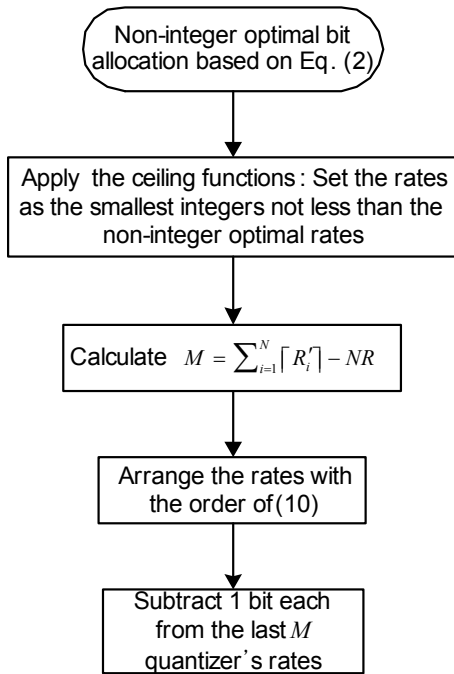 Non-integer optimal bit
allocation based on Eq. (2)
Apply the ceiling functions: Set the rates
as the smallest integers not less than the
non-integer optimal rates
Calculate M = ∑_{i=1}^{N} ⌈R_i′⌉ − NR
Arrange the rates with
the order of (10)
Subtract 1 bit each
from the last M
quantizer's rates